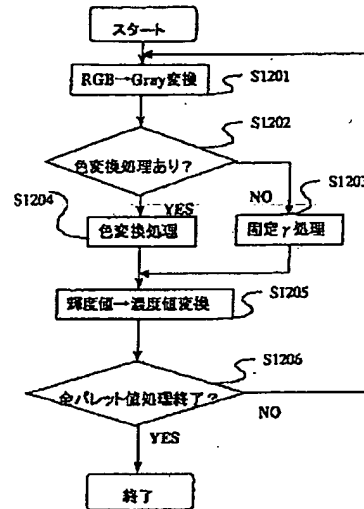 スタート
RGB→Gray変換
S1201
S1202
色変換処理あり?
S1204
YES
NO
S1203
色変換処理
固定γ処理
輝度値→濃度値変換
S1205
S1206
全パレット値処理終了?
NO
YES
終了